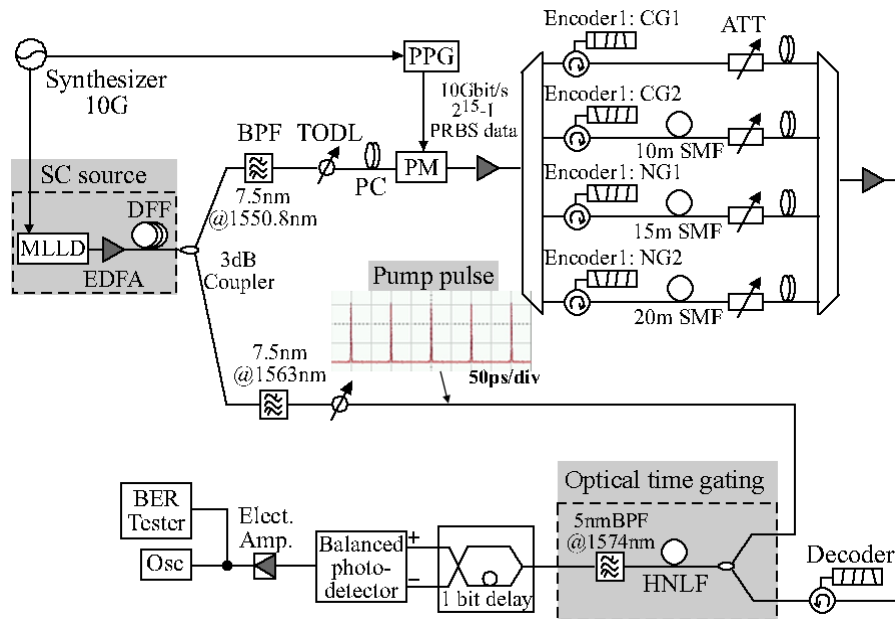 Synthesizer
10G
PPG
10Gbit/s
2¹⁵-1
PRBS data
BPF
TODL
PC
PM
7.5nm
@1550.8nm
SC source
DFF
MLLD
EDFA
3dB
Coupler
Encoder1: CG1
ATT
Encoder1: CG2
10m SMF
Encoder1: NG1
15m SMF
Encoder1: NG2
20m SMF
Pump pulse
50ps/div
7.5nm
@1563nm
Optical time gating
5nmBPF
@1574nm
HNLF
Decoder
BER
Tester
Osc
Elect.
Amp.
Balanced
photo-
detector
+
−
1 bit delay